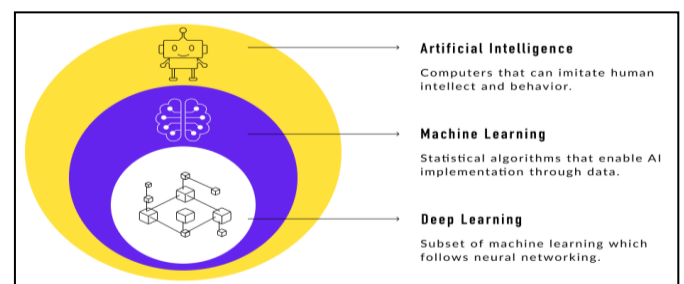 Artificial Intelligence
Computers that can imitate human
intellect and behavior.
Machine Learning
Statistical algorithms that enable AI
implementation through data.
Deep Learning
Subset of machine learning which
follows neural networking.